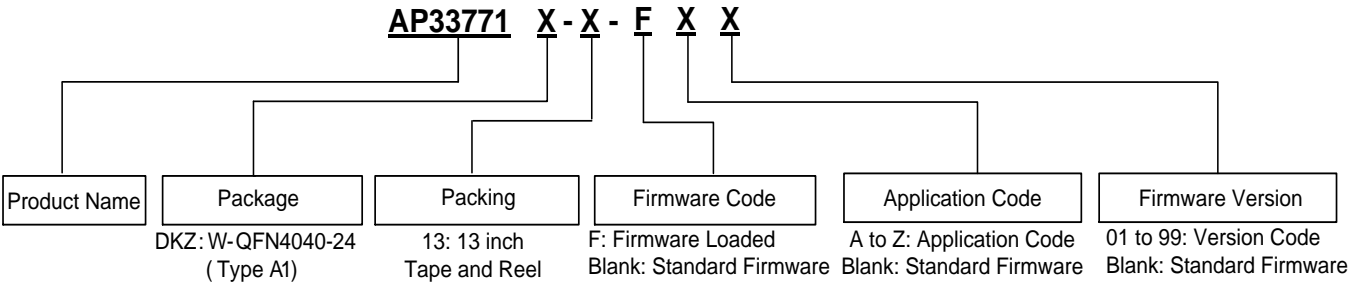 AP33771 X - X - F X X
Product Name
Package
Packing
Firmware Code
Application Code
Firmware Version
DKZ: W-QFN4040-24
( Type A1)
13: 13 inch
Tape and Reel
F: Firmware Loaded
Blank: Standard Firmware
A to Z: Application Code
Blank: Standard Firmware
01 to 99: Version Code
Blank: Standard Firmware